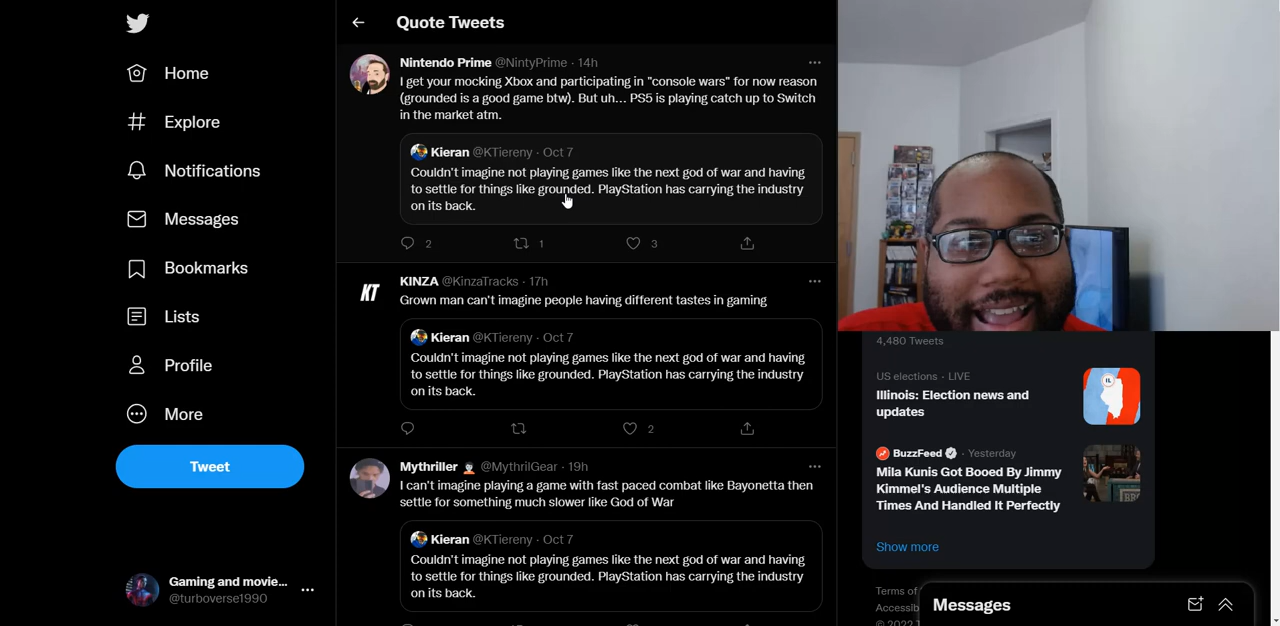 Home
Explore
Notifications
Messages
Bookmarks
Lists
Profile
More
Tweet
Gaming and movie...
@turboverse1990
Quote Tweets
Nintendo Prime @NintyPrime · 14h
I get your mocking Xbox and participating in "console wars" for now reason
(grounded is a good game btw). But uh... PS5 is playing catch up to Switch
in the market atm.
Kieran @KTiereny · Oct 7
Couldn't imagine not playing games like the next god of war and having
to settle for things like grounded. PlayStation has carrying the industry
on its back.
2 1 3
KT
KINZA @KinzaTracks · 17h
Grown man can't imagine people having different tastes in gaming
Kieran @KTiereny · Oct 7
Couldn't imagine not playing games like the next god of war and having
to settle for things like grounded. PlayStation has carrying the industry
on its back.
2
Mythriller @MythrilGear · 19h
I can't imagine playing a game with fast paced combat like Bayonetta then
settle for something much slower like God of War
Kieran @KTiereny · Oct 7
Couldn't imagine not playing games like the next god of war and having
to settle for things like grounded. PlayStation has carrying the industry
on its back.
4,480 Tweets
US elections · LIVE
Illinois: Election news and
updates
IL
BuzzFeed · Yesterday
Mila Kunis Got Booed By Jimmy
Kimmel's Audience Multiple
Times And Handled It Perfectly
Show more
Terms of
Accessib
© 2022
Messages